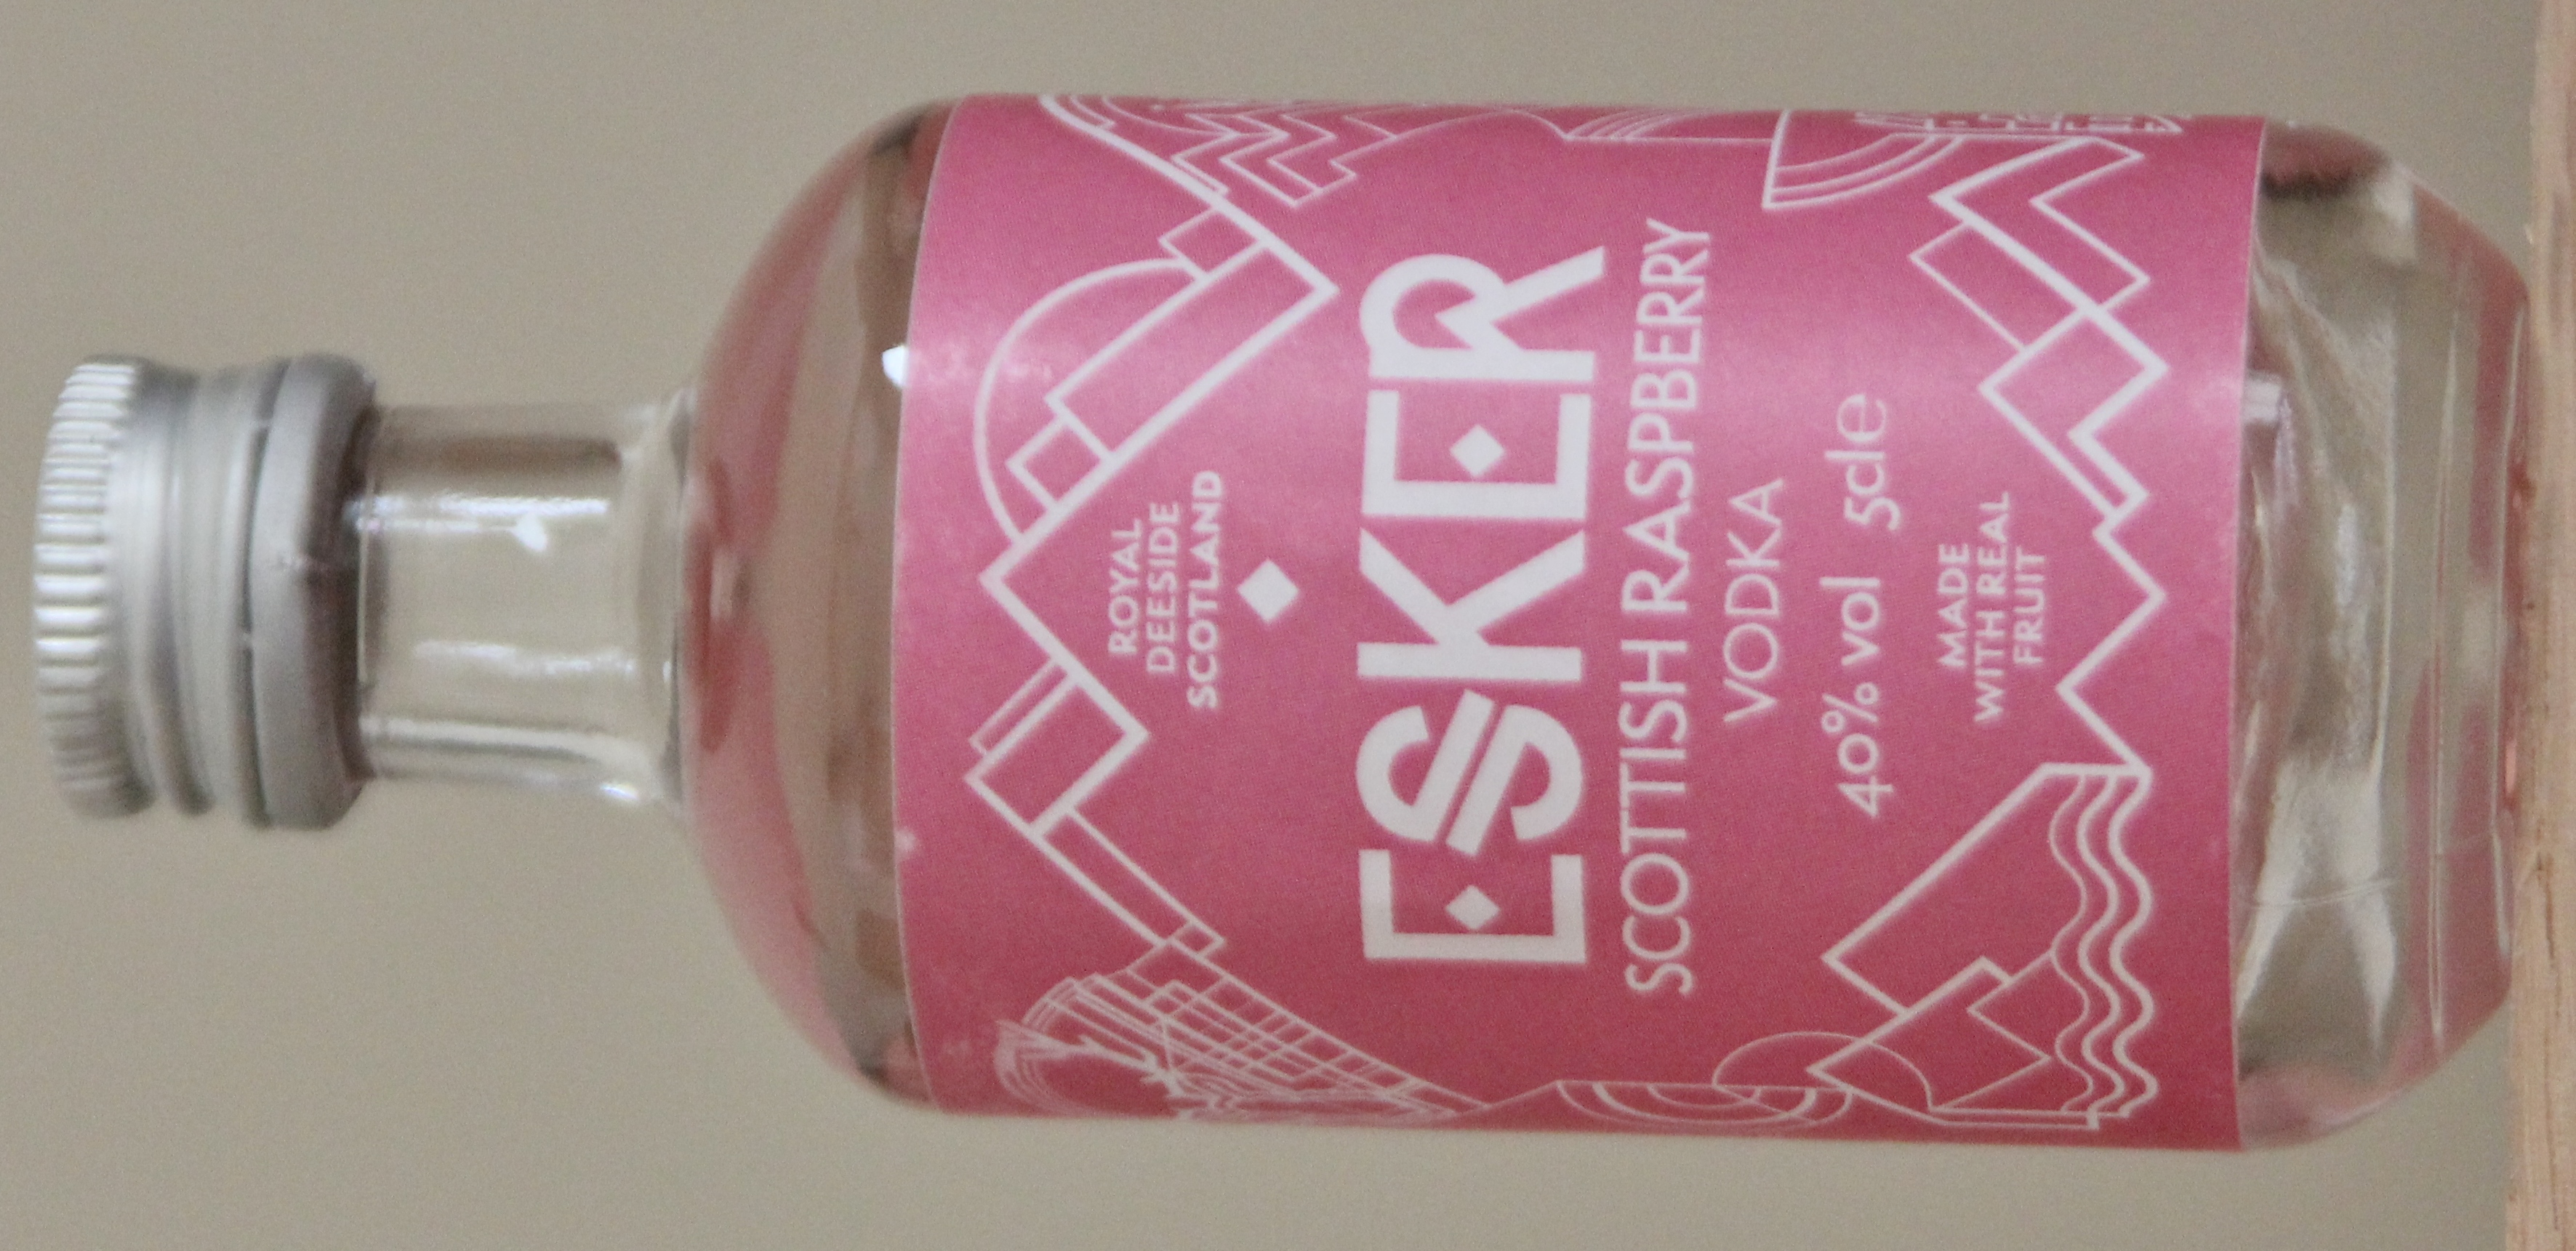 ROYAL
DEESIDE
SCOTLAND
ESKER
SCOTTISH RASPBERRY
VODKA
40% vol 5cle
MADE
WITH REAL
FRUIT